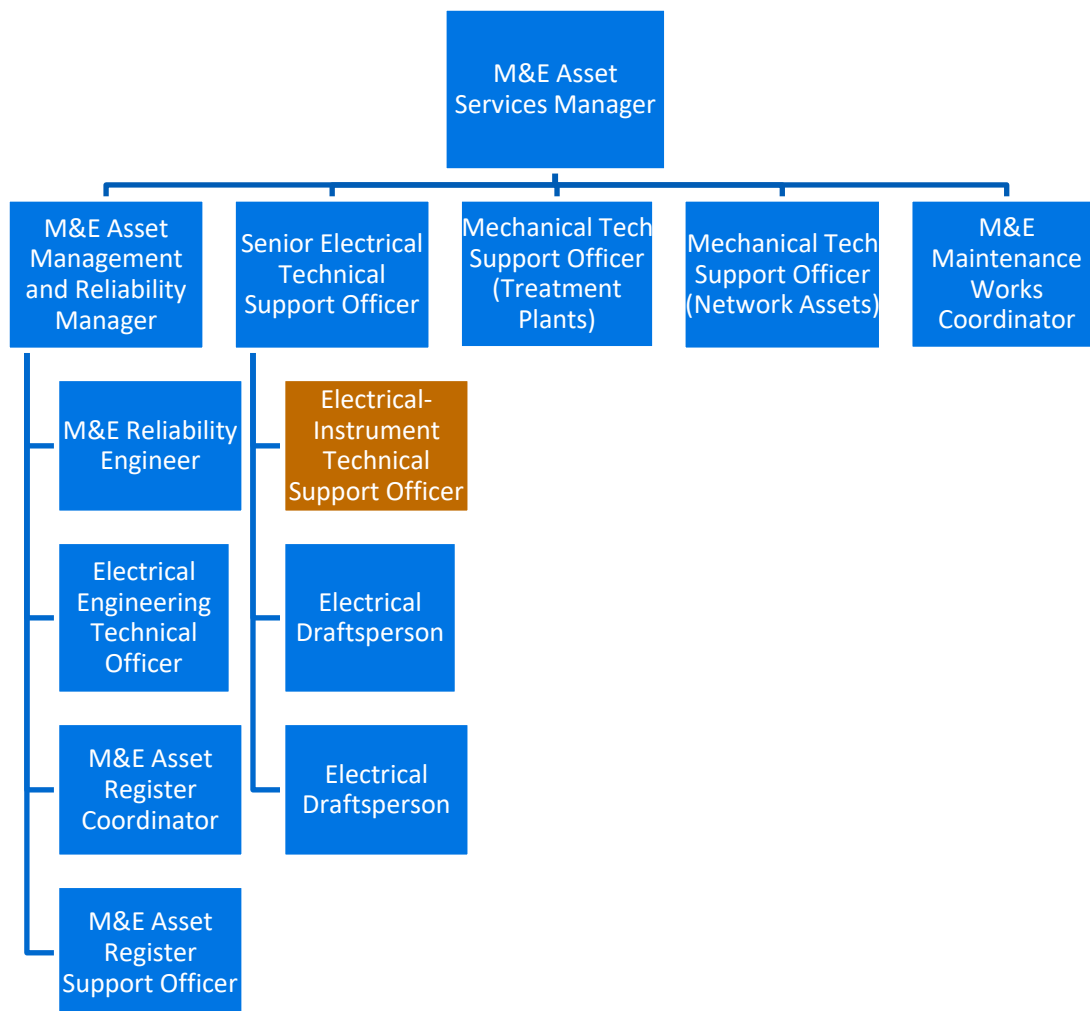 M&E Asset
Services Manager
M&E Asset
Management
and Reliability
Manager
Senior Electrical
Technical
Support Officer
Mechanical Tech
Support Officer
(Treatment
Plants)
Mechanical Tech
Support Officer
(Network Assets)
M&E
Maintenance
Works
Coordinator
M&E Reliability
Engineer
Electrical
Engineering
Technical
Officer
M&E Asset
Register
Coordinator
M&E Asset
Register
Support Officer
Electrical-
Instrument
Technical
Support Officer
Electrical
Draftsperson
Electrical
Draftsperson